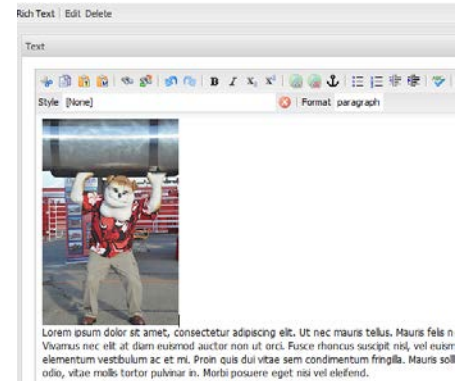 Rich Text Edit Delete
Text
B I X₂ X²
Style [None] Format paragraph
Lorem ipsum dolor sit amet, consectetur adipiscing elit. Ut nec mauris tellus. Mauris felis n
Vivamus nec elit at diam euismod auctor non ut orci. Fusce rhoncus suscipit nisl, vel euism
elementum vestibulum ac et mi. Proin quis dui vitae sem condimentum fringilla. Mauris soll
odio, vitae mollis tortor pulvinar in. Morbi posuere eget nisi vel eleifend.